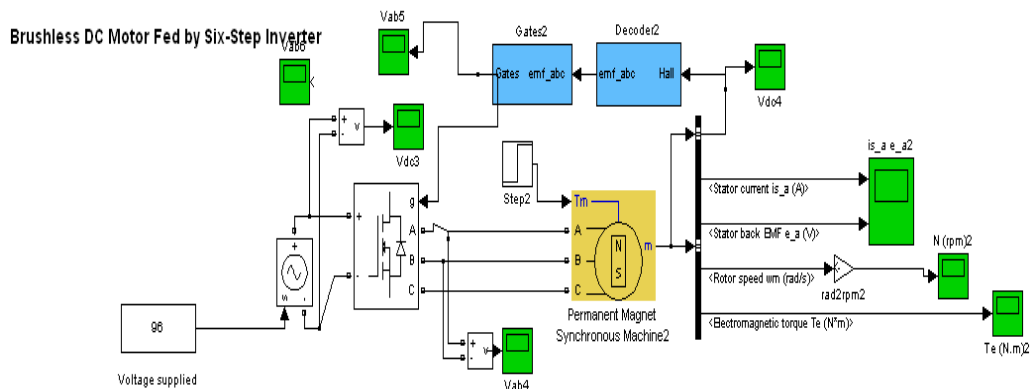 Brushless DC Motor Fed by Six-Step Inverter
Vab5
Gates2
Decoder2
Vab6
Gates emf_abc
emf_abc Hall
Vdc4
+
-
v
Vdc3
is_a e_a2
Step2
<Stator current is_a (A)>
g
Tm
+
A
A
<Stator back EMF e_a (V)>
N (rpm)2
+
B
B
N
S
m
-
s
-
C
C
<Rotor speed wm (rad/s)>
rad2rpm2
96
Permanent Magnet
Synchronous Machine2
<Electromagnetic torque Te (N*m)>
Te (N.m)2
+
-
v
Voltage supplied
Vab4